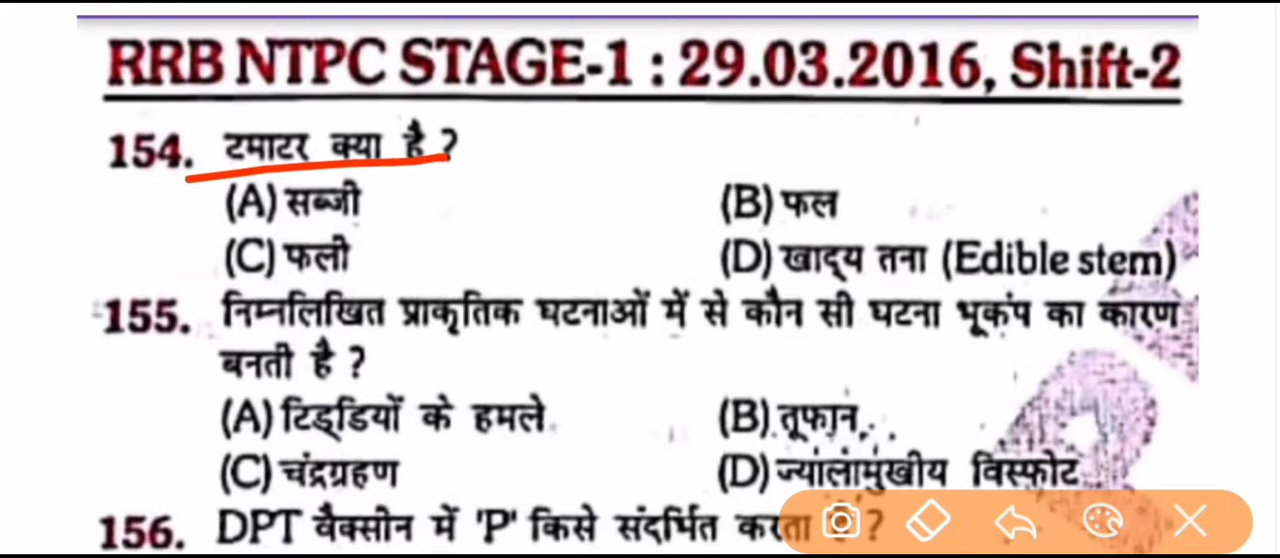 RRB NTPC STAGE-1 : 29.03.2016, Shift-2
154. टमाटर क्या है ?
(A) सब्जी (B) फल
(C) फली (D) खाद्य तना (Edible stem)
155. निम्नलिखित प्राकृतिक घटनाओं में से कौन सी घटना भूकंप का कारण
बनती है ?
(A) टिड्डियों के हमले (B) तूफान
(C) चंद्रग्रहण (D) ज्वालामुखीय विस्फोट
156. DPT वैक्सीन में 'P' किसे संदर्भित करता है ?